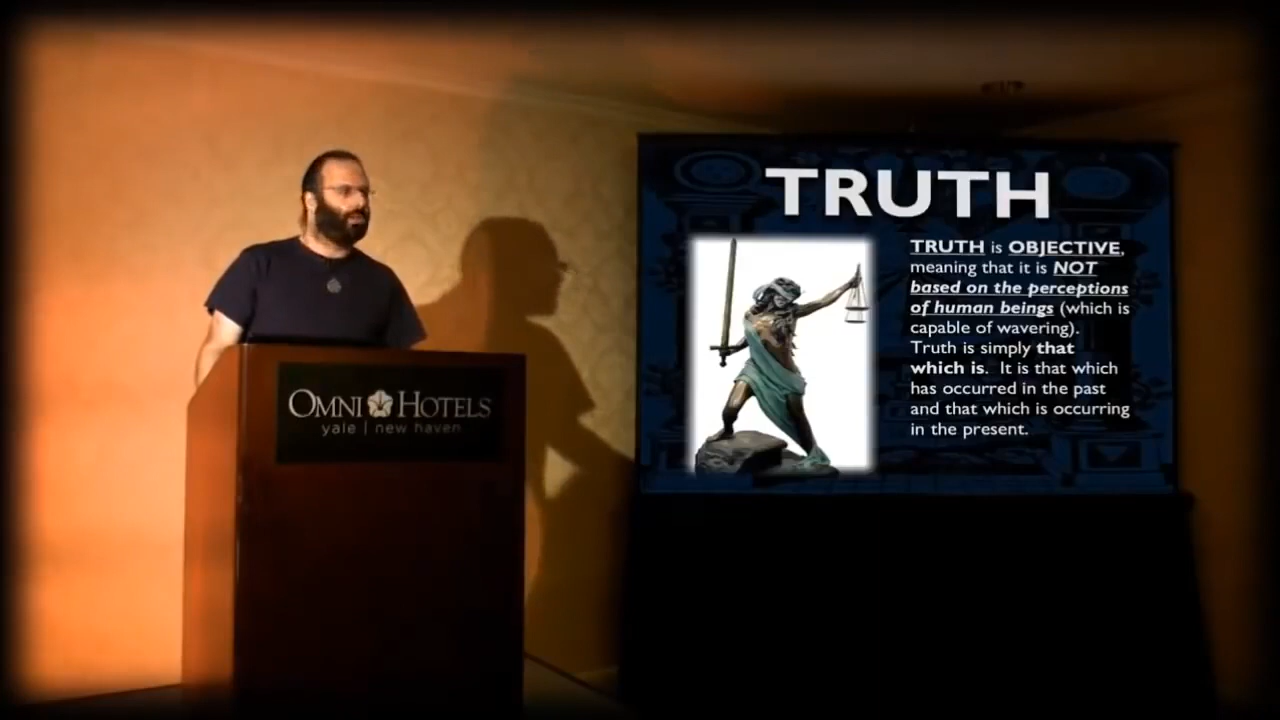 OMNI HOTELS
yale | new haven
TRUTH
TRUTH is OBJECTIVE,
meaning that it is NOT
based on the perceptions
of human beings (which is
capable of wavering).
Truth is simply that
which is. It is that which
has occurred in the past
and that which is occurring
in the present.